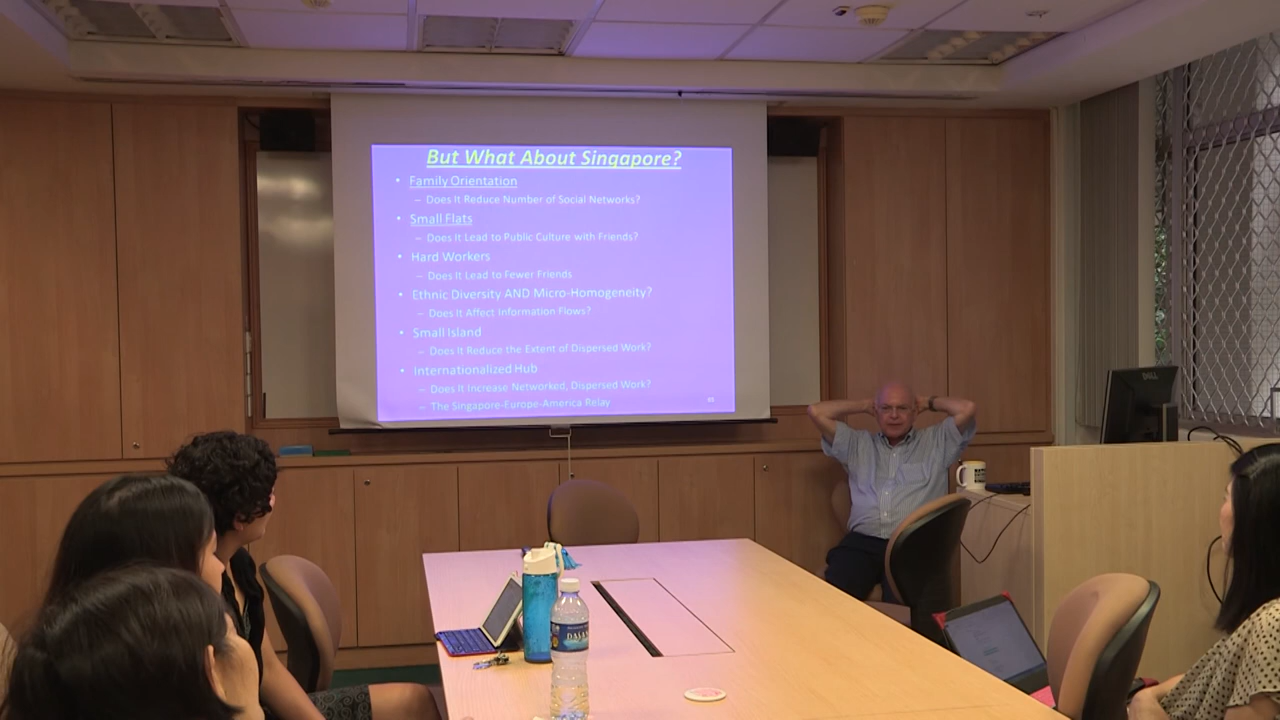 But What About Singapore?
• Family Orientation
– Does It Reduce Number of Social Networks?
• Small Flats
– Does It Lead to Public Culture with Friends?
• Hard Workers
– Does It Lead to Fewer Friends
• Ethnic Diversity AND Micro-Homogeneity?
– Does It Affect Information Flows?
• Small Island
– Does It Reduce the Extent of Dispersed Work?
• Internationalized Hub
– Does It Increase Networked, Dispersed Work?
– The Singapore-Europe-America Relay
DELL
DASANI